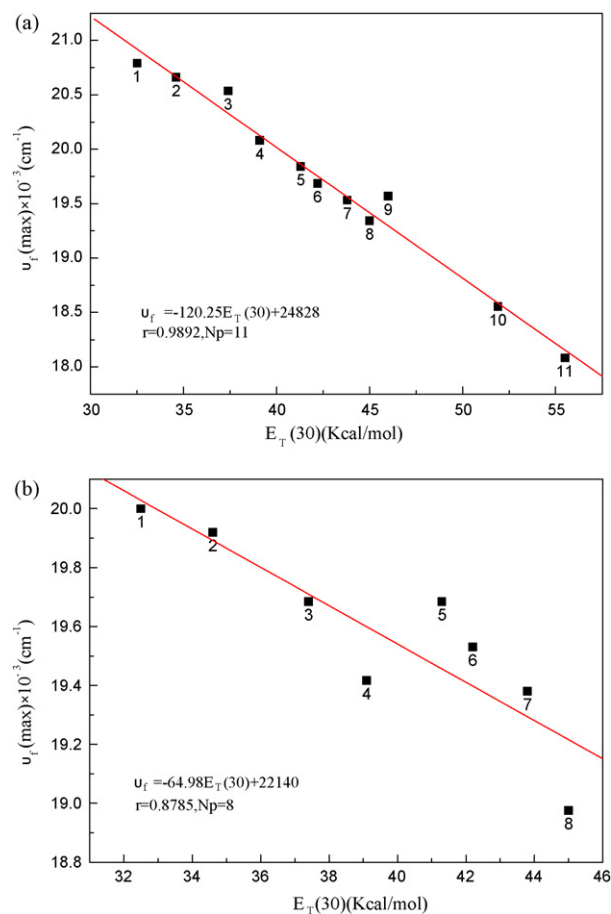 (a)
21.0
20.5
20.0
19.5
19.0
18.5
18.0
υf(max)×10⁻³(cm⁻¹)
1
2
3
4
5
6
7
8
9
10
11
υf =-120.25ET(30)+24828
r=0.9892,Np=11
30 35 40 45 50 55
ET(30)(Kcal/mol)
(b)
20.0
19.8
19.6
19.4
19.2
19.0
18.8
υf(max)×10⁻³(cm⁻¹)
1
2
3
4
5
6
7
8
υf =-64.98ET(30)+22140
r=0.8785,Np=8
32 34 36 38 40 42 44 46
ET(30)(Kcal/mol)